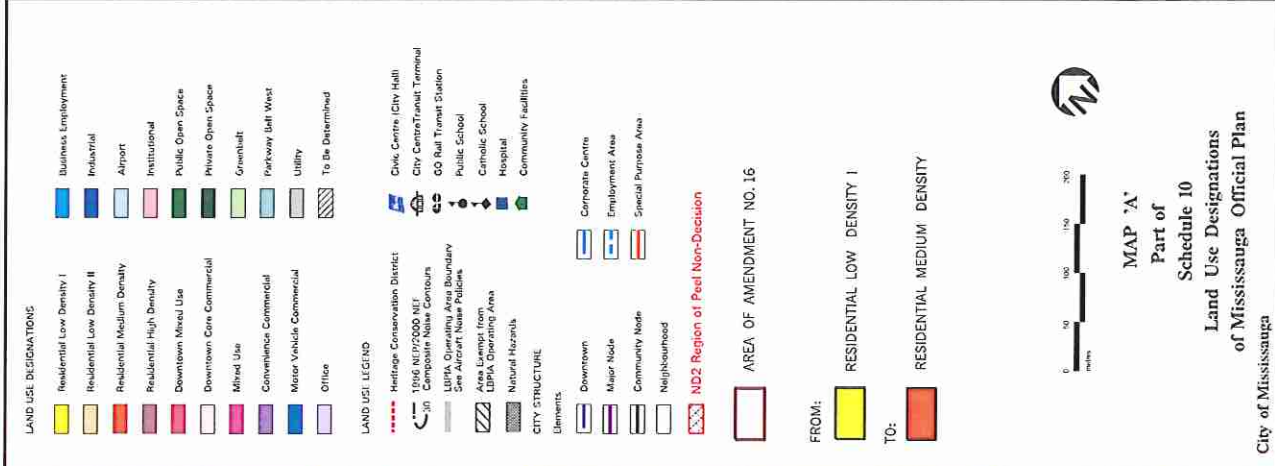 LAND USE DESIGNATIONS
Residential Low Density I
Residential Low Density II
Residential Medium Density
Residential High Density
Downtown Mixed Use
Downtown Core Commercial
Mixed Use
Convenience Commercial
Motor Vehicle Commercial
Office
Business Employment
Industrial
Airport
Institutional
Public Open Space
Private Open Space
Greenbelt
Parkway Belt West
Utility
To Be Determined
LAND USE LEGEND
Heritage Conservation District
1996 NEP/2000 NEF
Composite Noise Contours
LBPIA Operating Area Boundary
See Aircraft Noise Policies
Area Exempt from
LBPIA Operating Area
Natural Hazards
Civic Centre (City Hall)
City Centre Transit Terminal
GO Rail Transit Station
Public School
Catholic School
Hospital
Community Facilities
CITY STRUCTURE
Elements
Downtown
Major Node
Community Node
Neighbourhood
Corporate Centre
Employment Area
Special Purpose Area
ND2 Region of Peel Non-Decision
AREA OF AMENDMENT NO. 16
FROM:
RESIDENTIAL LOW DENSITY I
TO:
RESIDENTIAL MEDIUM DENSITY
N
0 50 100 150 200
metres
MAP 'A'
Part of
Schedule 10
Land Use Designations
of Mississauga Official Plan
City of Mississauga